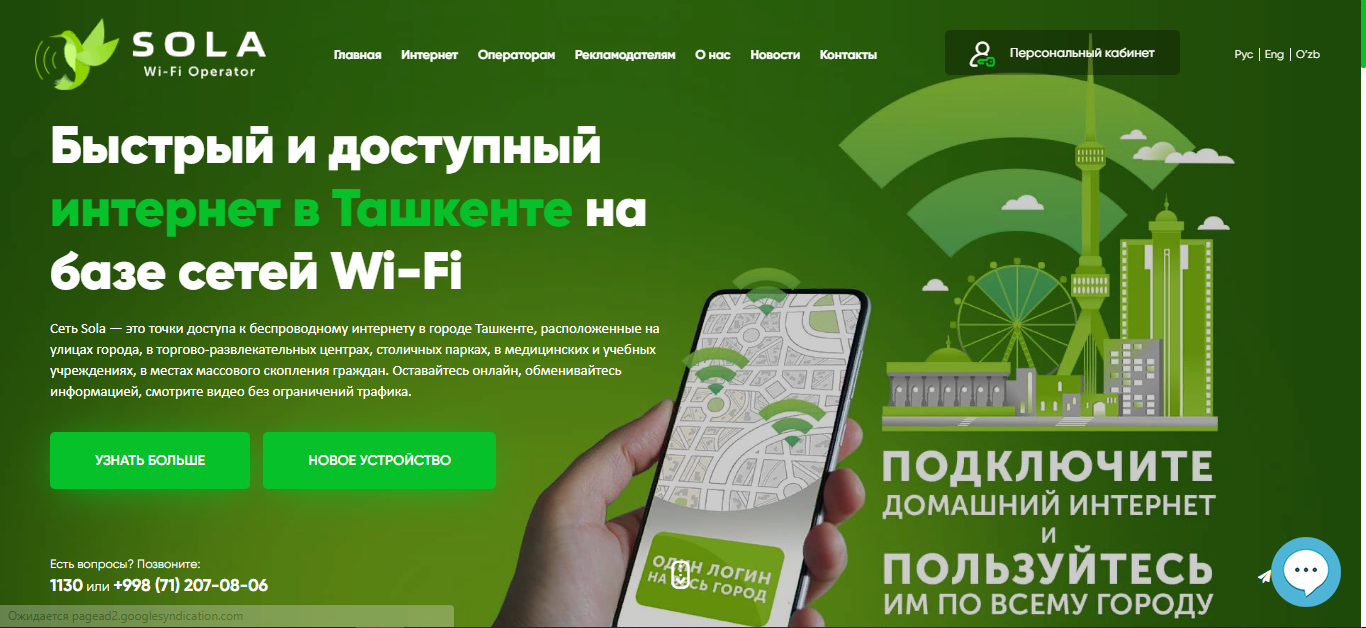 SOLA
Wi-Fi Operator
Главная Интернет Операторам Рекламодателям О нас Новости Контакты
Персональный кабинет
Рус | Eng | O'zb
Быстрый и доступный
интернет в Ташкенте на
базе сетей Wi-Fi
Сеть Sola — это точки доступа к беспроводному интернету в городе Ташкенте, расположенные на
улицах города, в торгово-развлекательных центрах, столичных парках, в медицинских и учебных
учреждениях, в местах массового скопления граждан. Оставайтесь онлайн, обменивайтесь
информацией, смотрите видео без ограничений трафика.
УЗНАТЬ БОЛЬШЕ
НОВОЕ УСТРОЙСТВО
Есть вопросы? Позвоните:
1130 или +998 (71) 207-08-06
Ожидается pagead2.googlesyndication.com
ОДИН ЛОГИН
НА ВЕСЬ ГОРОД
ПОДКЛЮЧИТЕ
ДОМАШНИЙ ИНТЕРНЕТ
И
ПОЛЬЗУЙТЕСЬ
ИМ ПО ВСЕМУ ГОРОДУ